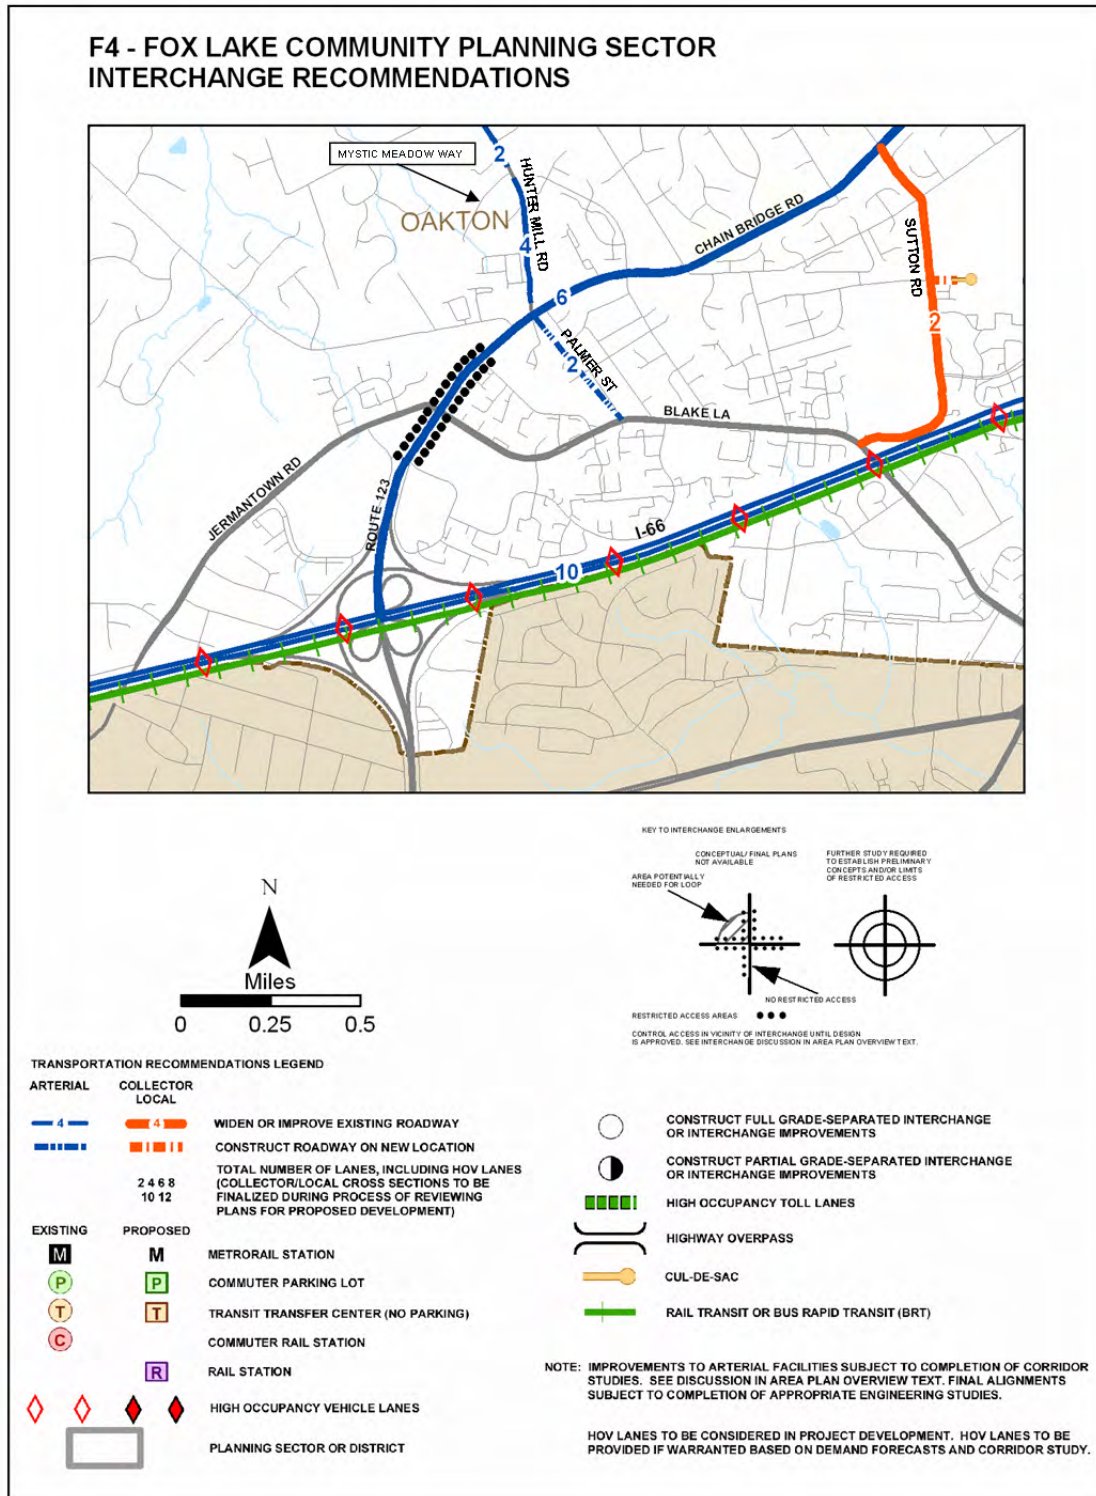 F4 - FOX LAKE COMMUNITY PLANNING SECTOR
INTERCHANGE RECOMMENDATIONS
MYSTIC MEADOW WAY
2
HUNTER MILL RD
OAKTON
4
CHAIN BRIDGE RD
SUTTON RD
6
2
PALMER ST
2
BLAKE LA
JERMANTOWN RD
ROUTE 123
I-66
10
KEY TO INTERCHANGE ENLARGEMENTS
CONCEPTUAL/ FINAL PLANS
NOT AVAILABLE
FURTHER STUDY REQUIRED
TO ESTABLISH PRELIMINARY
CONCEPTS AND/OR LIMITS
OF RESTRICTED ACCESS
AREA POTENTIALLY
NEEDED FOR LOOP
NO RESTRICTED ACCESS
RESTRICTED ACCESS AREAS
CONTROL ACCESS IN VICINITY OF INTERCHANGE UNTIL DESIGN
IS APPROVED. SEE INTERCHANGE DISCUSSION IN AREA PLAN OVERVIEW TEXT.
N
Miles
0 0.25 0.5
TRANSPORTATION RECOMMENDATIONS LEGEND
ARTERIAL COLLECTOR
LOCAL
4 4 WIDEN OR IMPROVE EXISTING ROADWAY
CONSTRUCT ROADWAY ON NEW LOCATION
2 4 6 8
10 12
TOTAL NUMBER OF LANES, INCLUDING HOV LANES
(COLLECTOR/LOCAL CROSS SECTIONS TO BE
FINALIZED DURING PROCESS OF REVIEWING
PLANS FOR PROPOSED DEVELOPMENT)
EXISTING PROPOSED
M M METRORAIL STATION
P P COMMUTER PARKING LOT
T T TRANSIT TRANSFER CENTER (NO PARKING)
C COMMUTER RAIL STATION
R RAIL STATION
HIGH OCCUPANCY VEHICLE LANES
PLANNING SECTOR OR DISTRICT
CONSTRUCT FULL GRADE-SEPARATED INTERCHANGE
OR INTERCHANGE IMPROVEMENTS
CONSTRUCT PARTIAL GRADE-SEPARATED INTERCHANGE
OR INTERCHANGE IMPROVEMENTS
HIGH OCCUPANCY TOLL LANES
HIGHWAY OVERPASS
CUL-DE-SAC
RAIL TRANSIT OR BUS RAPID TRANSIT (BRT)
NOTE: IMPROVEMENTS TO ARTERIAL FACILITIES SUBJECT TO COMPLETION OF CORRIDOR
STUDIES. SEE DISCUSSION IN AREA PLAN OVERVIEW TEXT. FINAL ALIGNMENTS
SUBJECT TO COMPLETION OF APPROPRIATE ENGINEERING STUDIES.
HOV LANES TO BE CONSIDERED IN PROJECT DEVELOPMENT. HOV LANES TO BE
PROVIDED IF WARRANTED BASED ON DEMAND FORECASTS AND CORRIDOR STUDY.